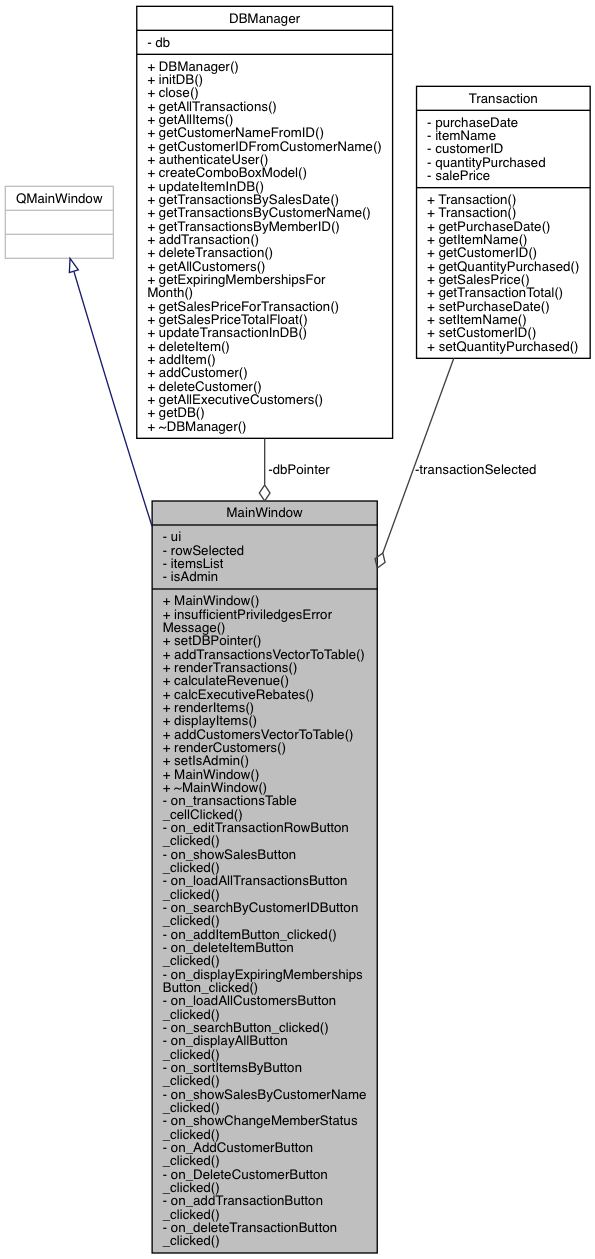 DBManager
- db
+ DBManager()
+ initDB()
+ close()
+ getAllTransactions()
+ getAllItems()
+ getCustomerNameFromID()
+ getCustomerIDFromCustomerName()
+ authenticateUser()
+ createComboBoxModel()
+ updateItemInDB()
+ getTransactionsBySalesDate()
+ getTransactionsByCustomerName()
+ getTransactionsByMemberID()
+ addTransaction()
+ deleteTransaction()
+ getAllCustomers()
+ getExpiringMembershipsFor
Month()
+ getSalesPriceForTransaction()
+ getSalesPriceTotalFloat()
+ updateTransactionInDB()
+ deleteItem()
+ addItem()
+ addCustomer()
+ deleteCustomer()
+ getAllExecutiveCustomers()
+ getDB()
+ ~DBManager()
Transaction
- purchaseDate
- itemName
- customerID
- quantityPurchased
- salePrice
+ Transaction()
+ Transaction()
+ getPurchaseDate()
+ getItemName()
+ getCustomerID()
+ getQuantityPurchased()
+ getSalesPrice()
+ getTransactionTotal()
+ setPurchaseDate()
+ setItemName()
+ setCustomerID()
+ setQuantityPurchased()
QMainWindow
-dbPointer
-transactionSelected
MainWindow
- ui
- rowSelected
- itemsList
- isAdmin
+ MainWindow()
+ insufficientPriviledgesError
Message()
+ setDBPointer()
+ addTransactionsVectorToTable()
+ renderTransactions()
+ calculateRevenue()
+ calcExecutiveRebates()
+ renderItems()
+ displayItems()
+ addCustomersVectorToTable()
+ renderCustomers()
+ setIsAdmin()
+ MainWindow()
+ ~MainWindow()
- on_transactionsTable
_cellClicked()
- on_editTransactionRowButton
_clicked()
- on_showSalesButton
_clicked()
- on_loadAllTransactionsButton
_clicked()
- on_searchByCustomerIDButton
_clicked()
- on_addItemButton_clicked()
- on_deleteItemButton
_clicked()
- on_displayExpiringMemberships
Button_clicked()
- on_loadAllCustomersButton
_clicked()
- on_searchButton_clicked()
- on_displayAllButton
_clicked()
- on_sortItemsByButton
_clicked()
- on_showSalesByCustomerName
_clicked()
- on_showChangeMemberStatus
_clicked()
- on_AddCustomerButton
_clicked()
- on_DeleteCustomerButton
_clicked()
- on_addTransactionButton
_clicked()
- on_deleteTransactionButton
_clicked()